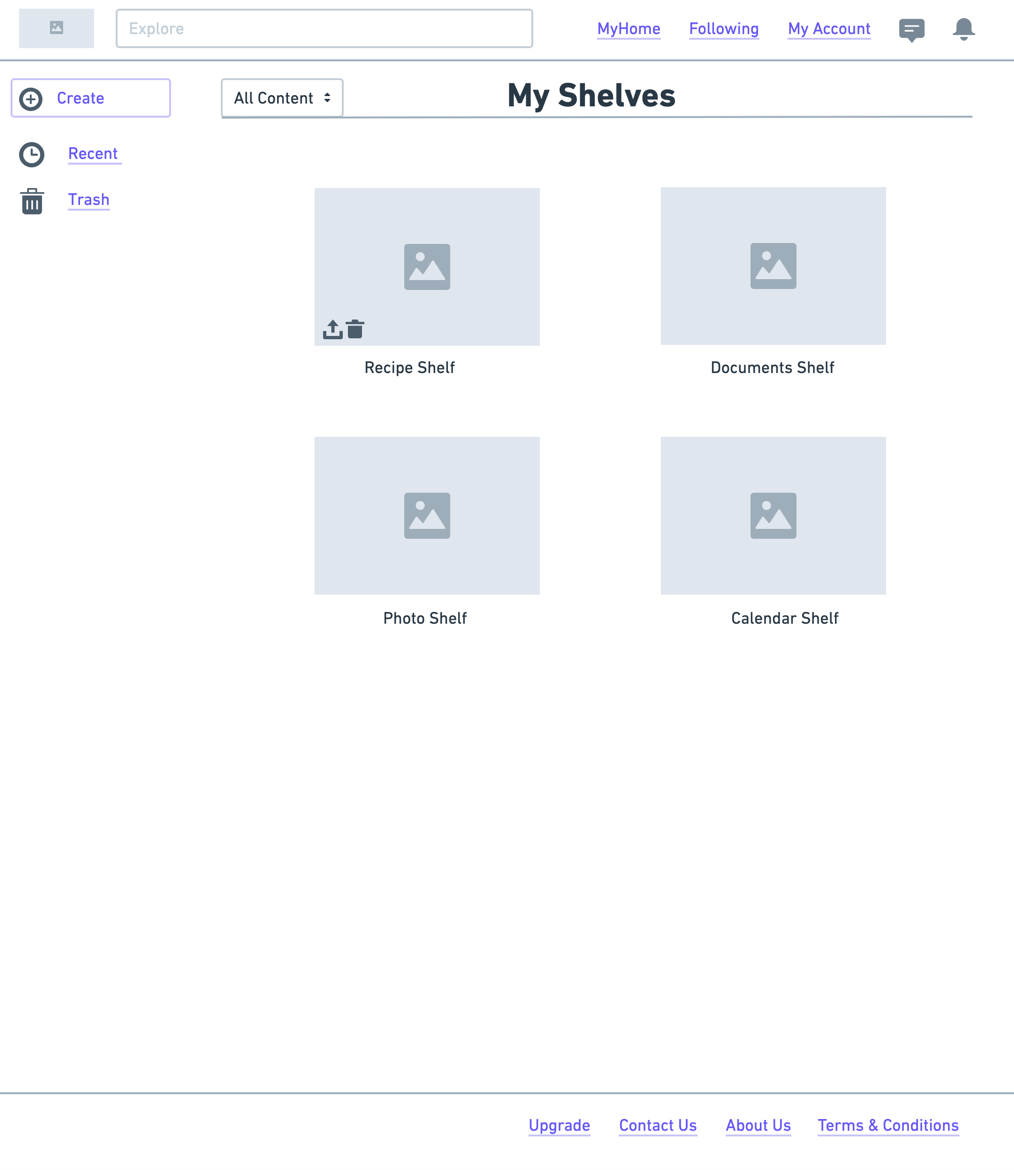 Explore
MyHome
Following
My Account
Create
All Content
My Shelves
Recent
Trash
Recipe Shelf
Documents Shelf
Photo Shelf
Calendar Shelf
Upgrade
Contact Us
About Us
Terms & Conditions